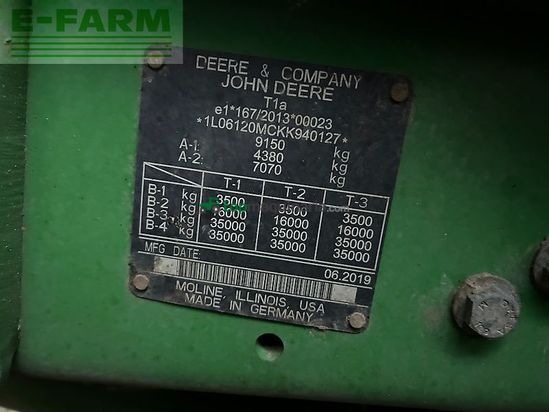 E-FARM
DEERE & COMPANY
JOHN DEERE
T1a
e1*167/2013*00023
*1L06120MCKK940127*
9150
A-1: 4380 kg
A-2: 7070 kg
T-1 T-2 T-3
B-1 kg 3500 3500 3500
B-2 kg 16000 16000 16000
B-3 kg 35000 35000 35000
B-4 kg 35000 35000 35000
MFG DATE: 06.2019
MOLINE, ILLINOIS, USA
MADE IN GERMANY